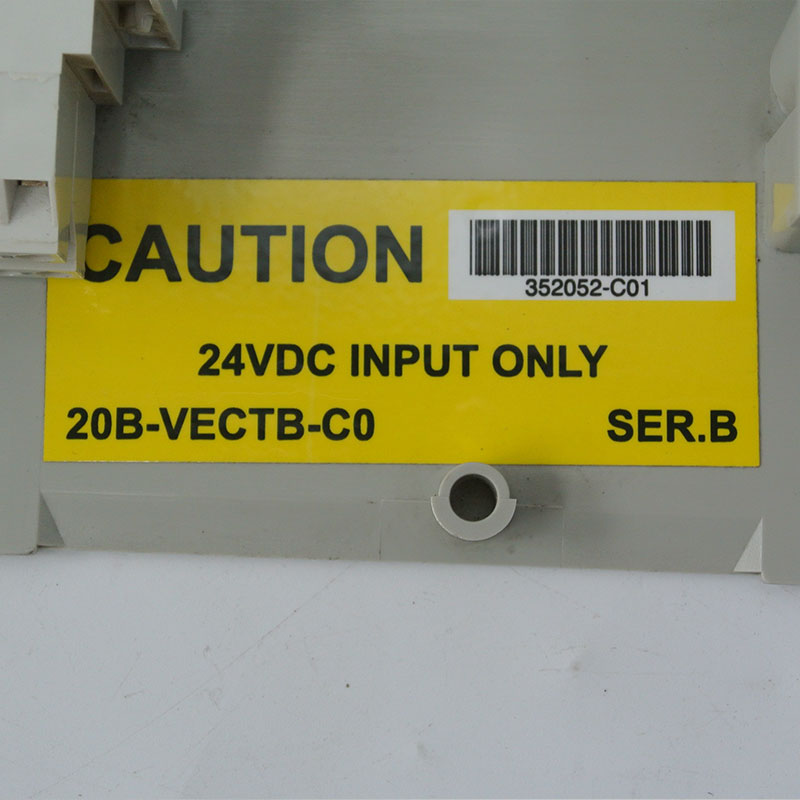 CAUTION
352052-C01
24VDC INPUT ONLY
20B-VECTB-C0 SER.B